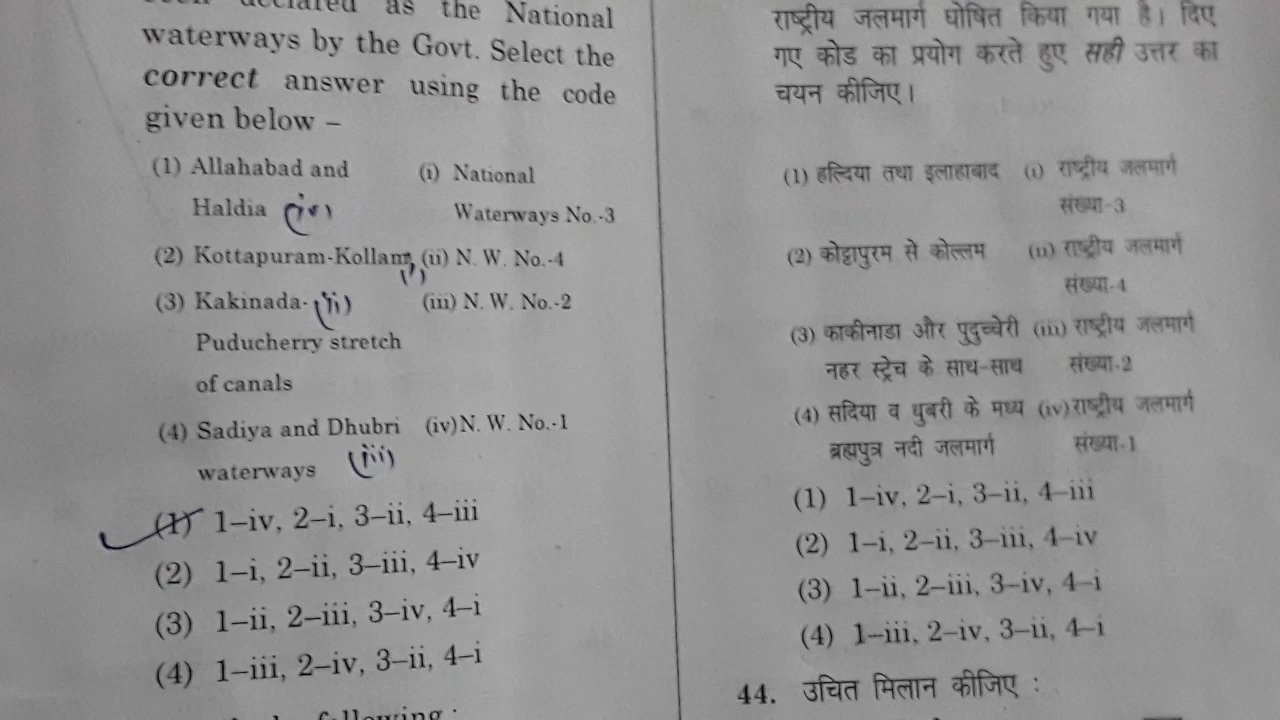 declared as the National
waterways by the Govt. Select the
correct answer using the code
given below –
(1) Allahabad and (i) National
Haldia (iv) Waterways No.-3
(2) Kottapuram-Kollam (ii) N. W. No.-4
(i)
(3) Kakinada- (ii) (iii) N. W. No.-2
Puducherry stretch
of canals
(4) Sadiya and Dhubri (iv) N. W. No.-1
waterways (iii)
(1) 1–iv, 2–i, 3–ii, 4–iii
(2) 1–i, 2–ii, 3–iii, 4–iv
(3) 1–ii, 2–iii, 3–iv, 4–i
(4) 1–iii, 2–iv, 3–ii, 4–i
following :
राष्ट्रीय जलमार्ग घोषित किया गया है। दिए
गए कोड का प्रयोग करते हुए सही उत्तर का
चयन कीजिए।
(1) हल्दिया तथा इलाहाबाद (i) राष्ट्रीय जलमार्ग
संख्या-3
(2) कोट्टापुरम से कोल्लम (ii) राष्ट्रीय जलमार्ग
संख्या-4
(3) काकीनाडा और पुदुच्चेरी (iii) राष्ट्रीय जलमार्ग
नहर स्ट्रेच के साथ-साथ संख्या-2
(4) सदिया व धुबरी के मध्य (iv) राष्ट्रीय जलमार्ग
ब्रह्मपुत्र नदी जलमार्ग संख्या-1
(1) 1–iv, 2–i, 3–ii, 4–iii
(2) 1–i, 2–ii, 3–iii, 4–iv
(3) 1–ii, 2–iii, 3–iv, 4–i
(4) 1–iii, 2–iv, 3–ii, 4–i
44. उचित मिलान कीजिए :